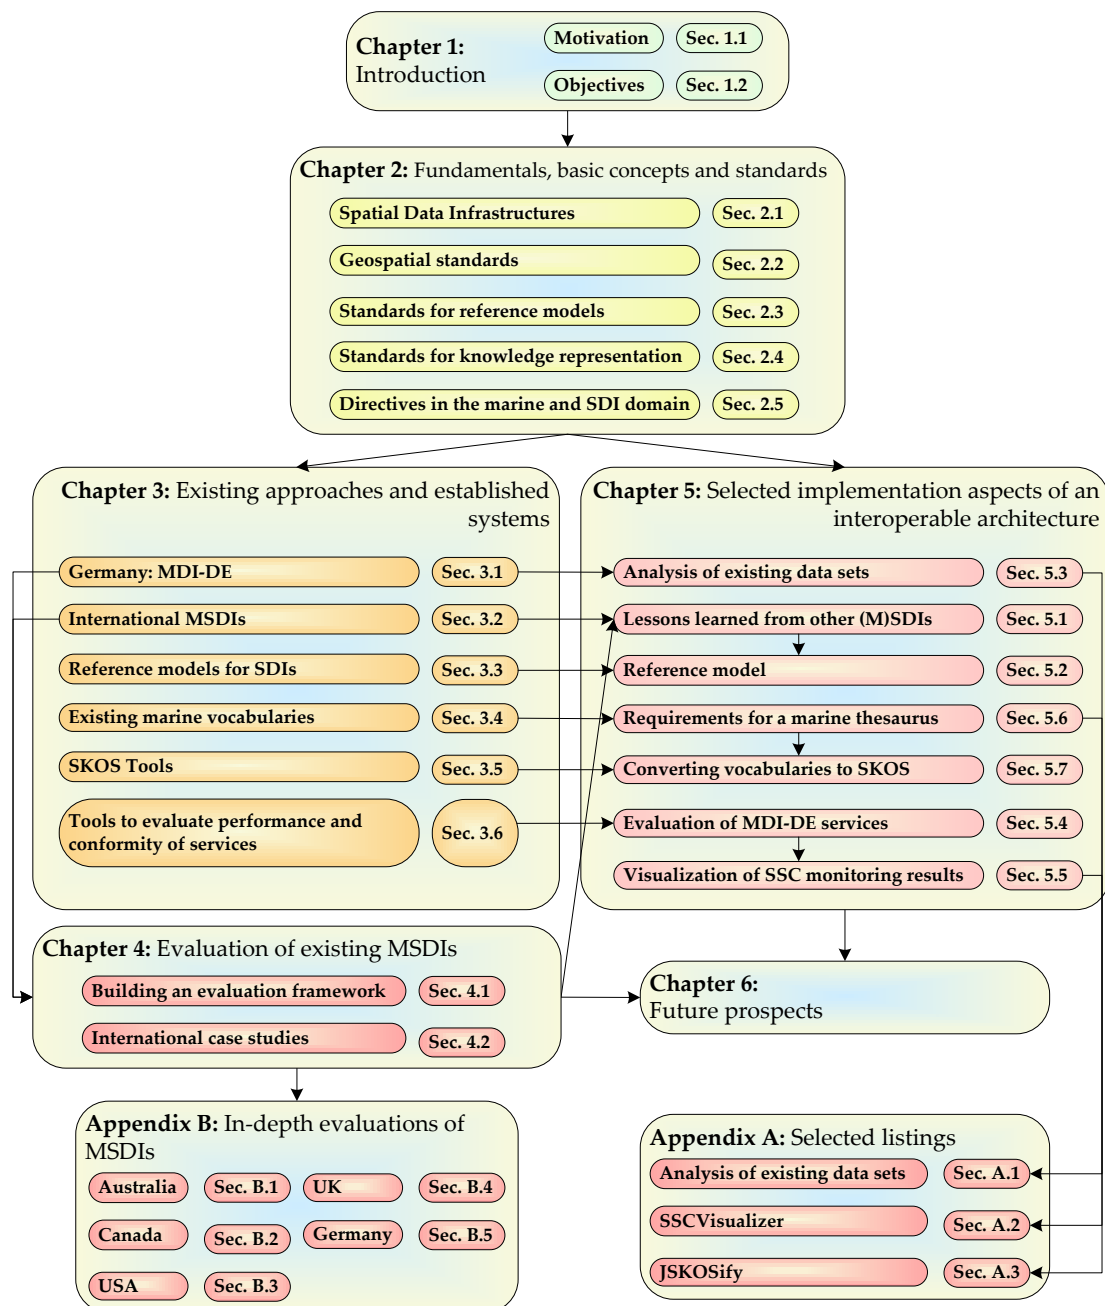 Chapter 1:
Introduction
Motivation
Sec. 1.1
Objectives
Sec. 1.2
Chapter 2: Fundamentals, basic concepts and standards
Spatial Data Infrastructures
Sec. 2.1
Geospatial standards
Sec. 2.2
Standards for reference models
Sec. 2.3
Standards for knowledge representation
Sec. 2.4
Directives in the marine and SDI domain
Sec. 2.5
Chapter 3: Existing approaches and established
systems
Germany: MDI-DE
Sec. 3.1
International MSDIs
Sec. 3.2
Reference models for SDIs
Sec. 3.3
Existing marine vocabularies
Sec. 3.4
SKOS Tools
Sec. 3.5
Tools to evaluate performance and
conformity of services
Sec. 3.6
Chapter 5: Selected implementation aspects of an
interoperable architecture
Analysis of existing data sets
Sec. 5.3
Lessons learned from other (M)SDIs
Sec. 5.1
Reference model
Sec. 5.2
Requirements for a marine thesaurus
Sec. 5.6
Converting vocabularies to SKOS
Sec. 5.7
Evaluation of MDI-DE services
Sec. 5.4
Visualization of SSC monitoring results
Sec. 5.5
Chapter 4: Evaluation of existing MSDIs
Building an evaluation framework
Sec. 4.1
International case studies
Sec. 4.2
Chapter 6:
Future prospects
Appendix B: In-depth evaluations of
MSDIs
Australia
Sec. B.1
UK
Sec. B.4
Canada
Sec. B.2
Germany
Sec. B.5
USA
Sec. B.3
Appendix A: Selected listings
Analysis of existing data sets
Sec. A.1
SSCVisualizer
Sec. A.2
JSKOSify
Sec. A.3